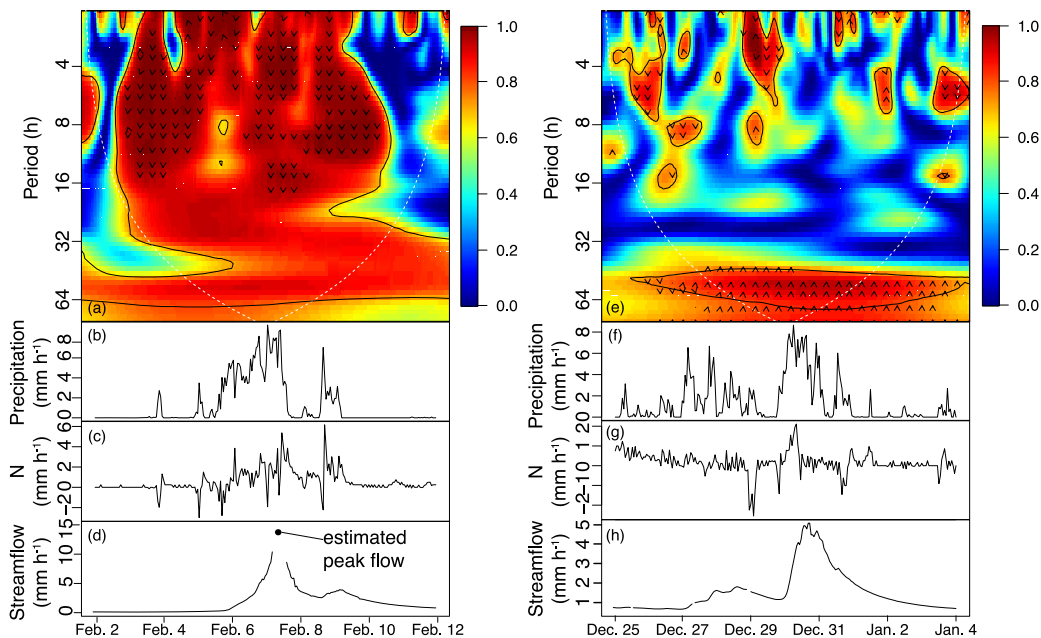 1.0
0.8
0.6
0.4
0.2
0.0
Period (h)
4
8
16
32
64
(a)
1.0
0.8
0.6
0.4
0.2
0.0
Period (h)
4
8
16
32
64
(e)
(b)
Precipitation
(mm h⁻¹)
0 2 4 6 8
(f)
Precipitation
(mm h⁻¹)
0 2 4 6 8
(c)
N
(mm h⁻¹)
−2 0 2 4 6
(g)
N
(mm h⁻¹)
−2 −1 0 1 2
(d)
Streamflow
(mm h⁻¹)
0 5 10 15
estimated
peak flow
(h)
Streamflow
(mm h⁻¹)
1 2 3 4 5
Feb. 2 Feb. 4 Feb. 6 Feb. 8 Feb. 10 Feb. 12
Dec. 25 Dec. 27 Dec. 29 Dec. 31 Jan. 2 Jan. 4